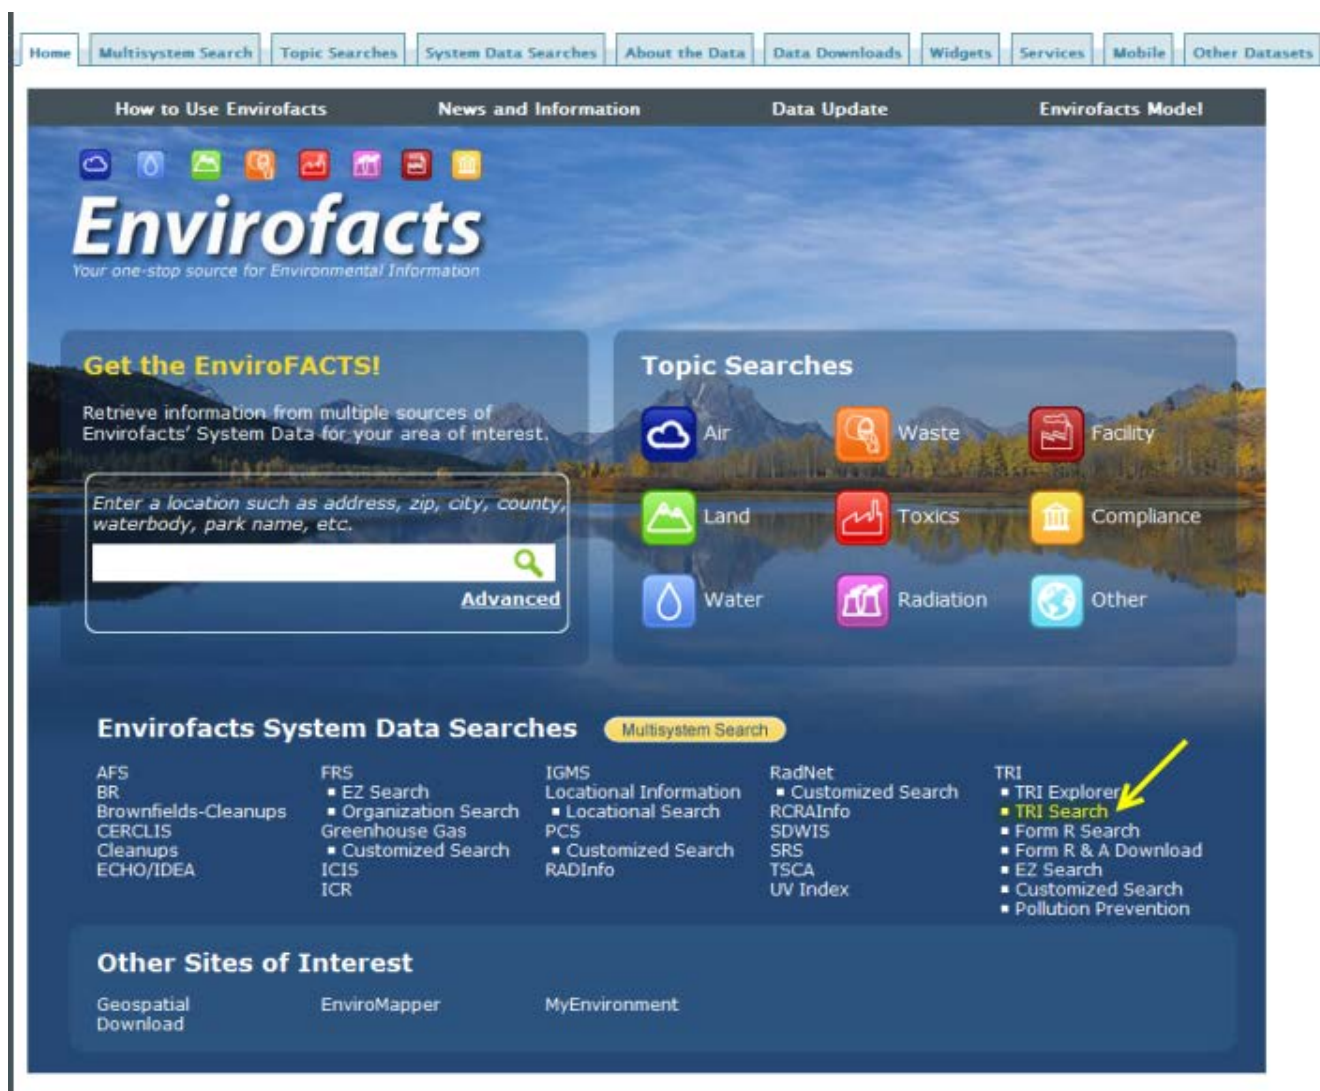 Home Multisystem Search Topic Searches System Data Searches About the Data Data Downloads Widgets Services Mobile Other Datasets
How to Use Envirofacts News and Information Data Update Envirofacts Model
Envirofacts
Your one-stop source for Environmental Information
Get the EnviroFACTS!
Retrieve information from multiple sources of
Envirofacts' System Data for your area of interest.
Enter a location such as address, zip, city, county,
waterbody, park name, etc.
Advanced
Topic Searches
Air Waste Facility
Land Toxics Compliance
Water Radiation Other
Envirofacts System Data Searches Multisystem Search
AFS
BR
Brownfields-Cleanups
CERCLIS
Cleanups
ECHO/IDEA
FRS
▪ EZ Search
▪ Organization Search
Greenhouse Gas
▪ Customized Search
ICIS
ICR
IGMS
Locational Information
▪ Locational Search
PCS
▪ Customized Search
RADInfo
RadNet
▪ Customized Search
RCRAInfo
SDWIS
SRS
TSCA
UV Index
TRI
▪ TRI Explorer
▪ TRI Search
▪ Form R Search
▪ Form R & A Download
▪ EZ Search
▪ Customized Search
▪ Pollution Prevention
Other Sites of Interest
Geospatial
Download
EnviroMapper
MyEnvironment